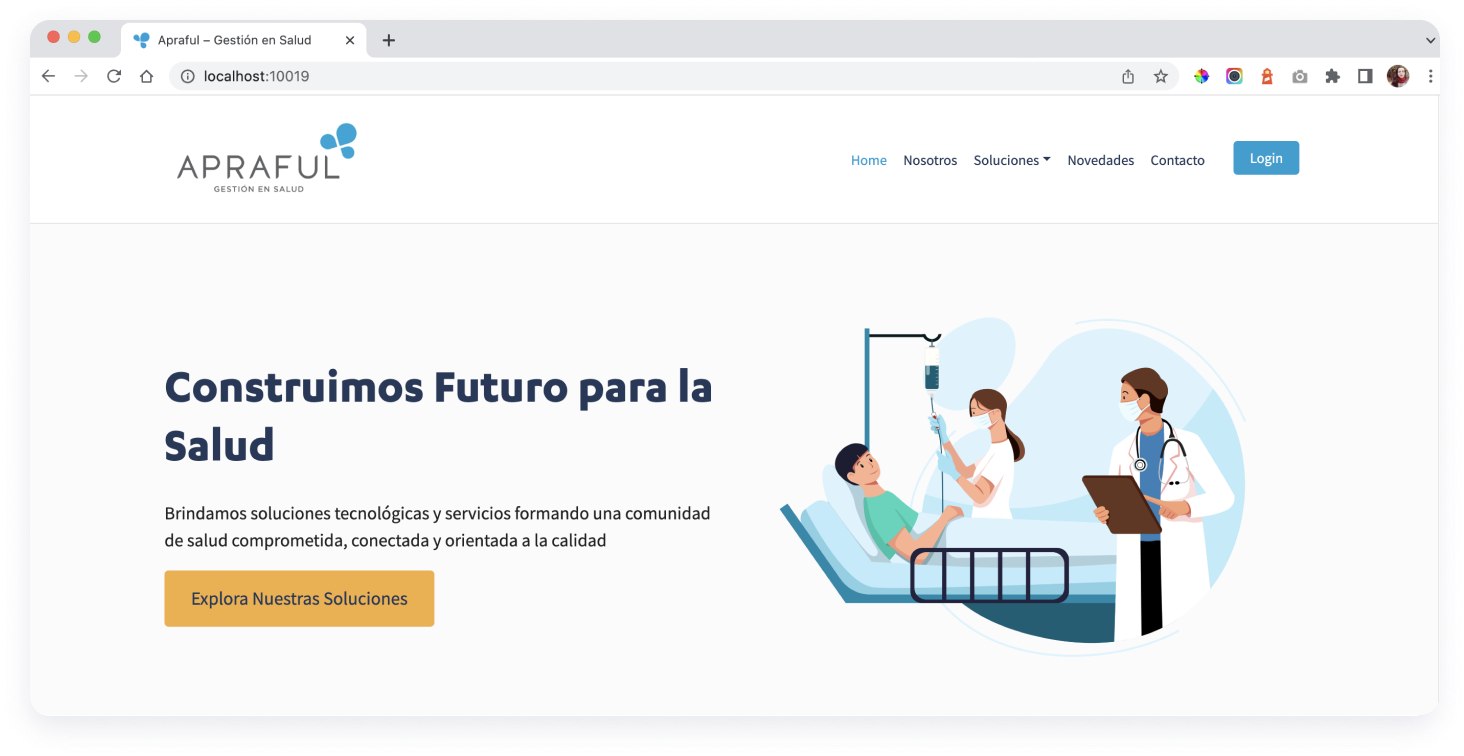 Apraful – Gestión en Salud
localhost:10019
APRAFUL
GESTIÓN EN SALUD
Home Nosotros Soluciones Novedades Contacto Login
Construimos Futuro para la
Salud
Brindamos soluciones tecnológicas y servicios formando una comunidad
de salud comprometida, conectada y orientada a la calidad
Explora Nuestras Soluciones